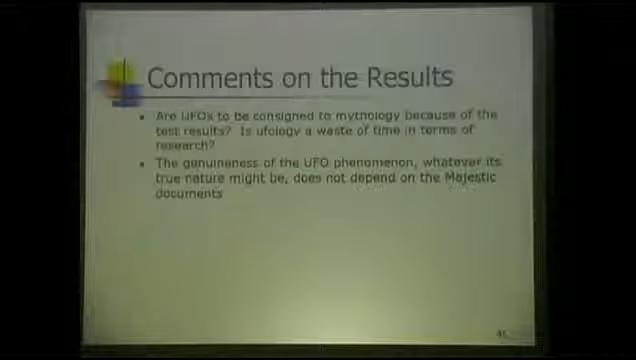 Comments on the Results
Are UFOs to be consigned to mythology because of the
test results? Is ufology a waste of time in terms of
research?
The genuineness of the UFO phenomenon, whatever its
true nature might be, does not depend on the Majestic
documents